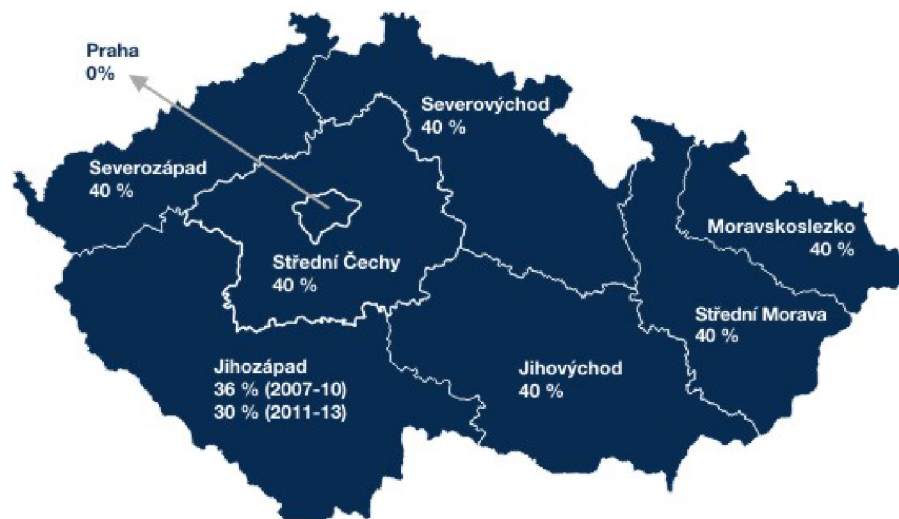 Praha
0%
Severovýchod
40 %
Severozápad
40 %
Moravskoslezko
40 %
Střední Čechy
40 %
Střední Morava
40 %
Jihozápad
36 % (2007-10)
30 % (2011-13)
Jihovýchod
40 %